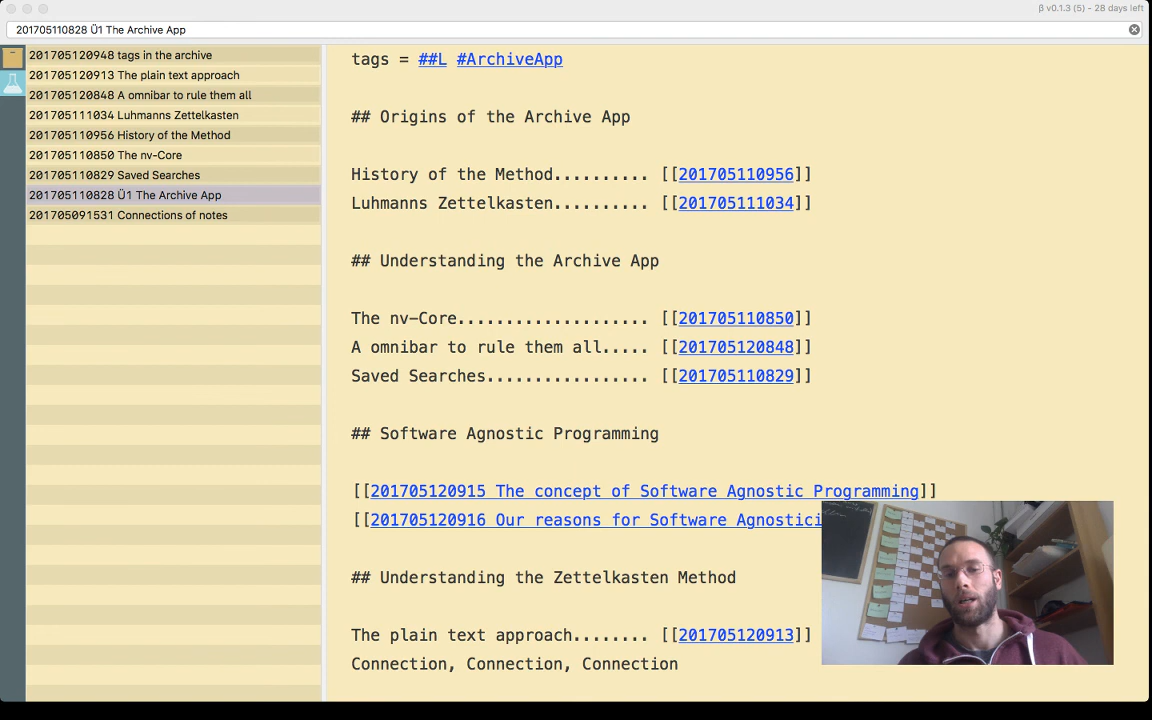 β v0.1.3 (5) - 28 days left
201705110828 Ü1 The Archive App
201705120948 tags in the archive
201705120913 The plain text approach
201705120848 A omnibar to rule them all
201705111034 Luhmanns Zettelkasten
201705110956 History of the Method
201705110850 The nv-Core
201705110829 Saved Searches
201705110828 Ü1 The Archive App
201705091531 Connections of notes
tags = ##L #ArchiveApp
## Origins of the Archive App
History of the Method.......... [[201705110956]]
Luhmanns Zettelkasten.......... [[201705111034]]
## Understanding the Archive App
The nv-Core.................... [[201705110850]]
A omnibar to rule them all..... [[201705120848]]
Saved Searches................. [[201705110829]]
## Software Agnostic Programming
[[201705120915 The concept of Software Agnostic Programming]]
[[201705120916 Our reasons for Software Agnostici
## Understanding the Zettelkasten Method
The plain text approach........ [[201705120913]]
Connection, Connection, Connection